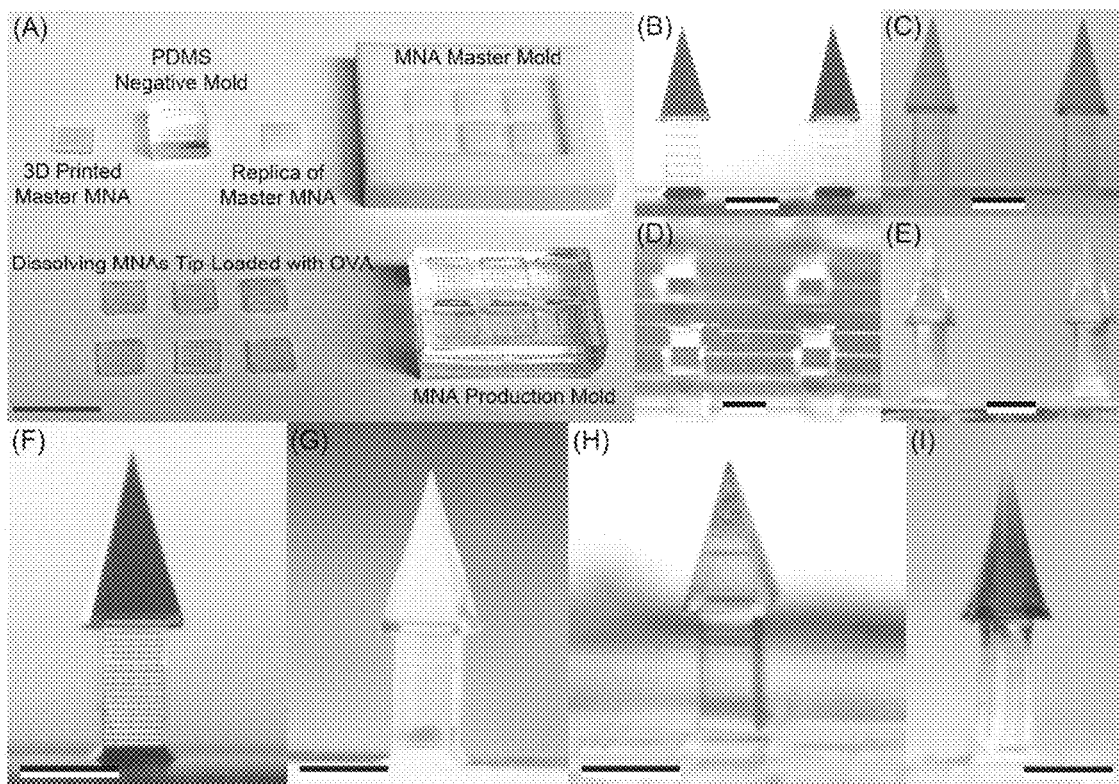 (A)
PDMS
Negative Mold
MNA Master Mold
3D Printed
Master MNA
Replica of
Master MNA
Dissolving MNAs Tip-Loaded with OVA
MNA Production Mold
(B)
(C)
(D)
(E)
(F)
(G)
(H)
(I)